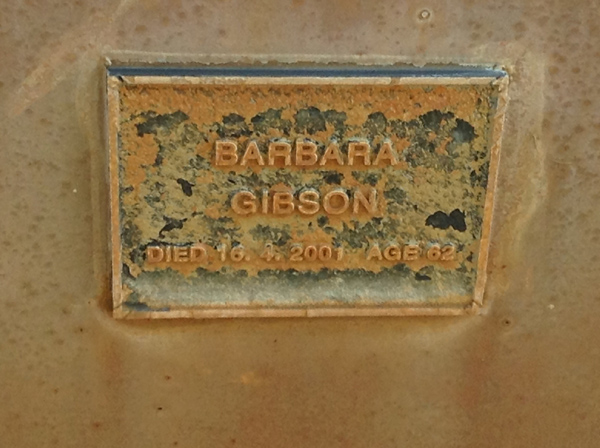 BARBARA
GIBSON
DIED 16. 4. 2001 AGE 62